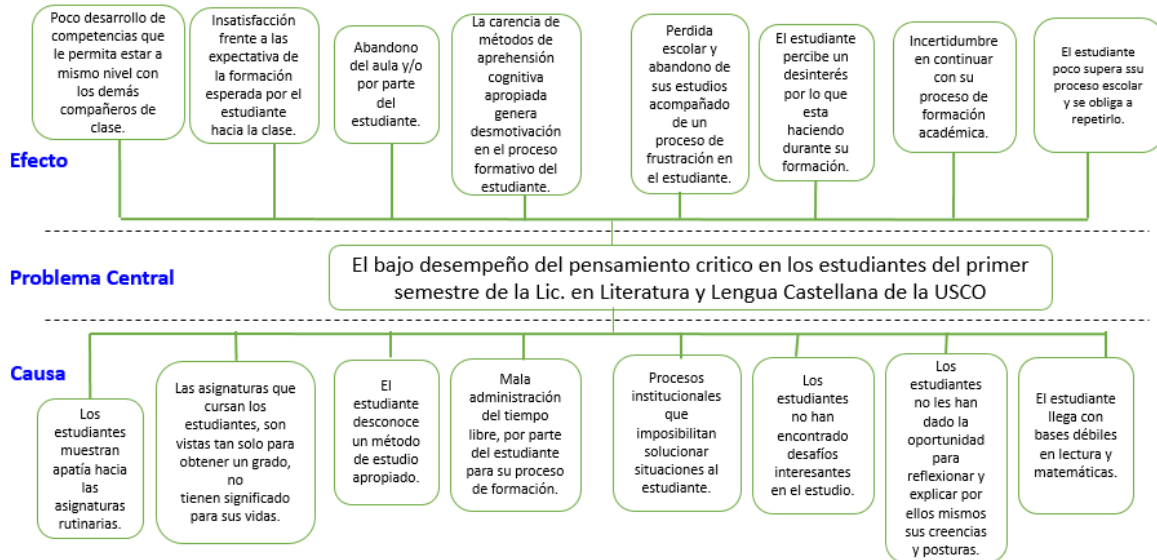 Poco desarrollo de
competencias que
le permita estar a
mismo nivel con
los demás
compañeros de
clase.
Insatisfacción
frente a las
expectativa de
la formación
esperada por el
estudiante
hacia la clase.
Abandono
del aula y/o
por parte
del
estudiante.
La carencia de
métodos de
aprehensión
cognitiva
apropiada
genera
desmotivación
en el proceso
formativo del
estudiante.
Perdida
escolar y
abandono de
sus estudios
acompañado
de un
proceso de
frustración en
el estudiante.
El estudiante
percibe un
desinterés
por lo que
esta
haciendo
durante su
formación.
Incertidumbre
en continuar
con su
proceso de
formación
académica.
El estudiante
poco supera ssu
proceso escolar
y se obliga a
repetirlo.
Efecto
Problema Central
El bajo desempeño del pensamiento critico en los estudiantes del primer
semestre de la Lic. en Literatura y Lengua Castellana de la USCO
Causa
Los
estudiantes
muestran
apatía hacia
las
asignaturas
rutinarias.
Las asignaturas que
cursan los
estudiantes, son
vistas tan solo para
obtener un grado,
no
tienen significado
para sus vidas.
El
estudiante
desconoce
un método
de estudio
apropiado.
Mala
administración
del tiempo
libre, por parte
del estudiante
para su proceso
de formación.
Procesos
institucionales
que
imposibilitan
solucionar
situaciones al
estudiante.
Los
estudiantes
no han
encontrado
desafíos
interesantes
en el estudio.
Los
estudiantes
no les han
dado la
oportunidad
para
reflexionar y
explicar por
ellos mismos
sus creencias
y posturas.
El estudiante
llega con
bases débiles
en lectura y
matemáticas.